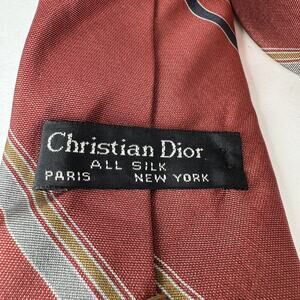 Christian Dior
ALL SILK
PARIS NEW YORK